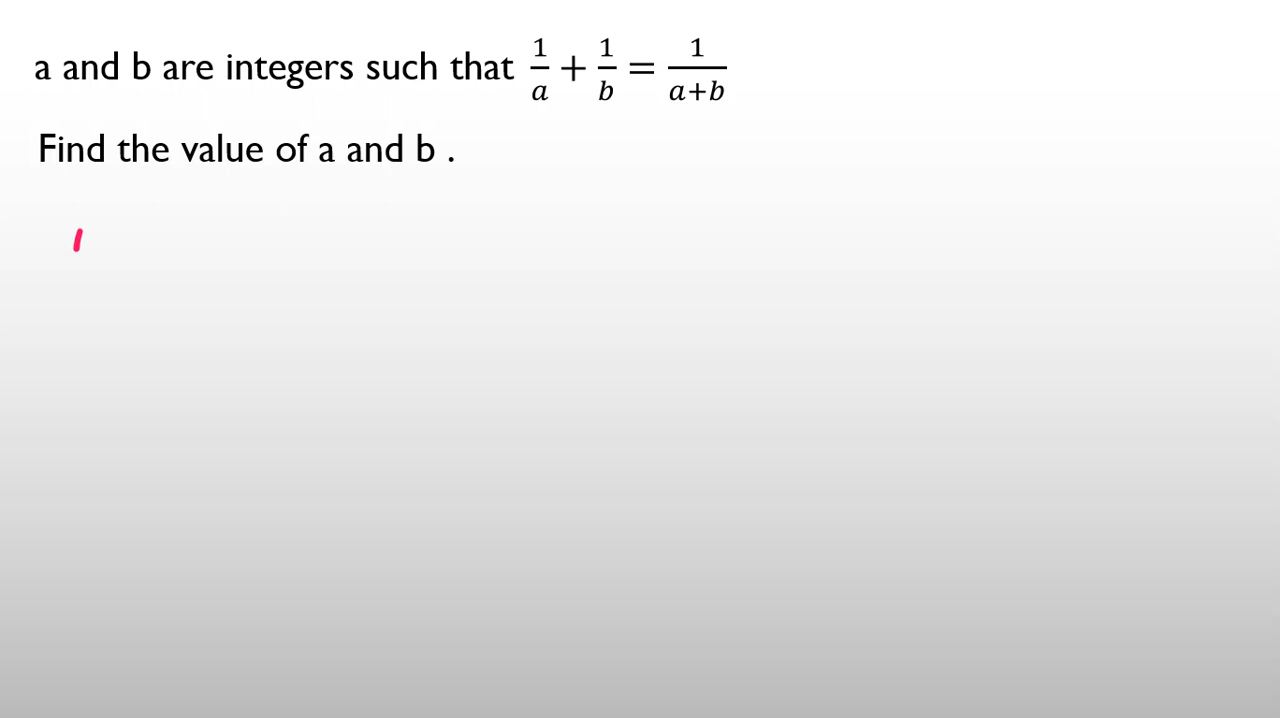 a and b are integers such that 1/a + 1/b = 1/(a+b)
Find the value of a and b .